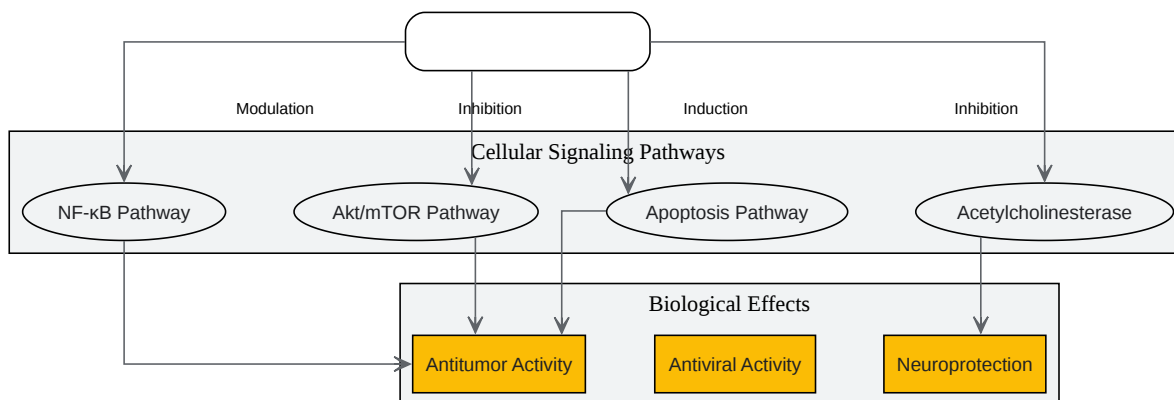 Modulation
Inhibition
Induction
Inhibition
Cellular Signaling Pathways
NF-κB Pathway
Akt/mTOR Pathway
Apoptosis Pathway
Acetylcholinesterase
Biological Effects
Antitumor Activity
Antiviral Activity
Neuroprotection